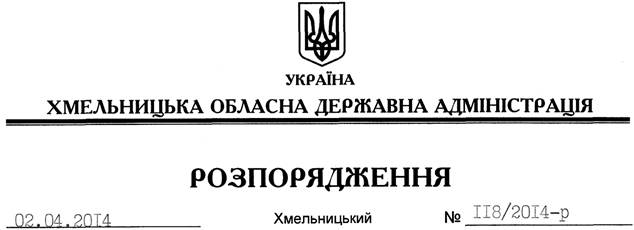 УКРАЇНА
ХМЕЛЬНИЦЬКА ОБЛАСНА ДЕРЖАВНА АДМІНІСТРАЦІЯ
РОЗПОРЯДЖЕННЯ
02.04.2014 Хмельницький № 118/2014-р